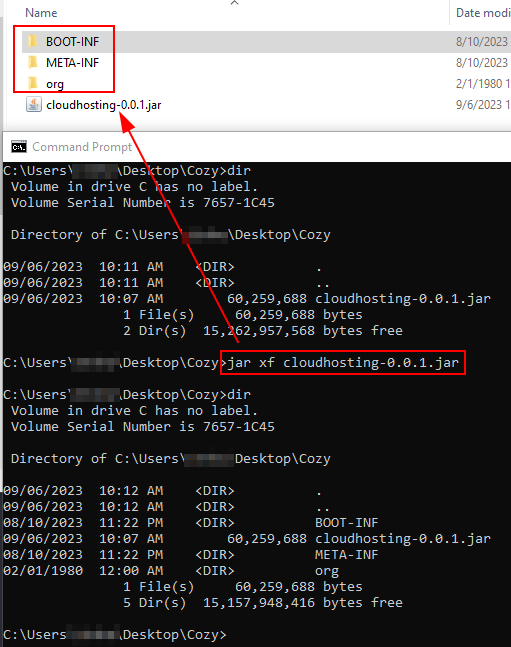 Name Date modi
BOOT-INF 8/10/2023
META-INF 8/10/2023
org 2/1/1980 1
cloudhosting-0.0.1.jar 9/6/2023 1
Command Prompt
C:\Users\ \Desktop\Cozy>dir
Volume in drive C has no label.
Volume Serial Number is 7657-1C45
Directory of C:\Users\ \Desktop\Cozy
09/06/2023 10:11 AM <DIR> .
09/06/2023 10:11 AM <DIR> ..
09/06/2023 10:07 AM 60,259,688 cloudhosting-0.0.1.jar
1 File(s) 60,259,688 bytes
2 Dir(s) 15,262,957,568 bytes free
C:\Users\ \Desktop\Cozy>jar xf cloudhosting-0.0.1.jar
C:\Users\ \Desktop\Cozy>dir
Volume in drive C has no label.
Volume Serial Number is 7657-1C45
Directory of C:\Users\ Desktop\Cozy
09/06/2023 10:12 AM <DIR> .
09/06/2023 10:12 AM <DIR> ..
08/10/2023 11:22 PM <DIR> BOOT-INF
09/06/2023 10:07 AM 60,259,688 cloudhosting-0.0.1.jar
08/10/2023 11:22 PM <DIR> META-INF
02/01/1980 12:00 AM <DIR> org
1 File(s) 60,259,688 bytes
5 Dir(s) 15,157,948,416 bytes free
C:\Users\ \Desktop\Cozy>